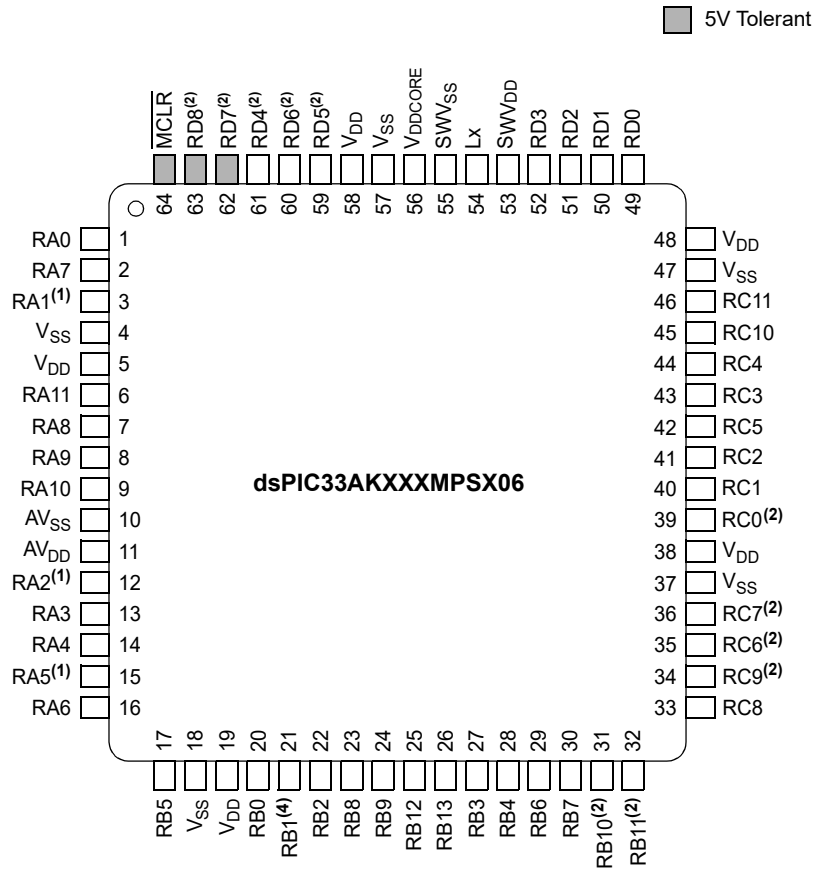 5V Tolerant
MCLR
RD8(2)
RD7(2)
RD4(2)
RD6(2)
RD5(2)
VDD
VSS
VDDCORE
SWVSS
Lx
SWVDD
RD3
RD2
RD1
RD0
64 63 62 61 60 59 58 57 56 55 54 53 52 51 50 49
RA0 1 48 VDD
RA7 2 47 VSS
RA1(1) 3 46 RC11
VSS 4 45 RC10
VDD 5 44 RC4
RA11 6 43 RC3
RA8 7 42 RC5
RA9 8 41 RC2
RA10 9 dsPIC33AKXXXMPSX06 40 RC1
AVSS 10 39 RC0(2)
AVDD 11 38 VDD
RA2(1) 12 37 VSS
RA3 13 36 RC7(2)
RA4 14 35 RC6(2)
RA5(1) 15 34 RC9(2)
RA6 16 33 RC8
17 18 19 20 21 22 23 24 25 26 27 28 29 30 31 32
RB5
VSS
VDD
RB0
RB1(4)
RB2
RB8
RB9
RB12
RB13
RB3
RB4
RB6
RB7
RB10(2)
RB11(2)